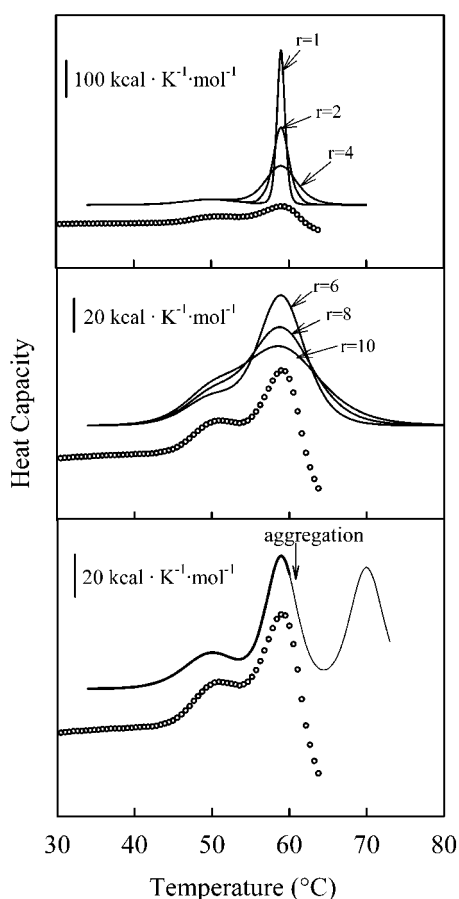 100 kcal · K⁻¹·mol⁻¹
r=1
r=2
r=4
20 kcal · K⁻¹·mol⁻¹
r=6
r=8
r=10
Heat Capacity
aggregation
20 kcal · K⁻¹·mol⁻¹
30 40 50 60 70 80
Temperature (°C)